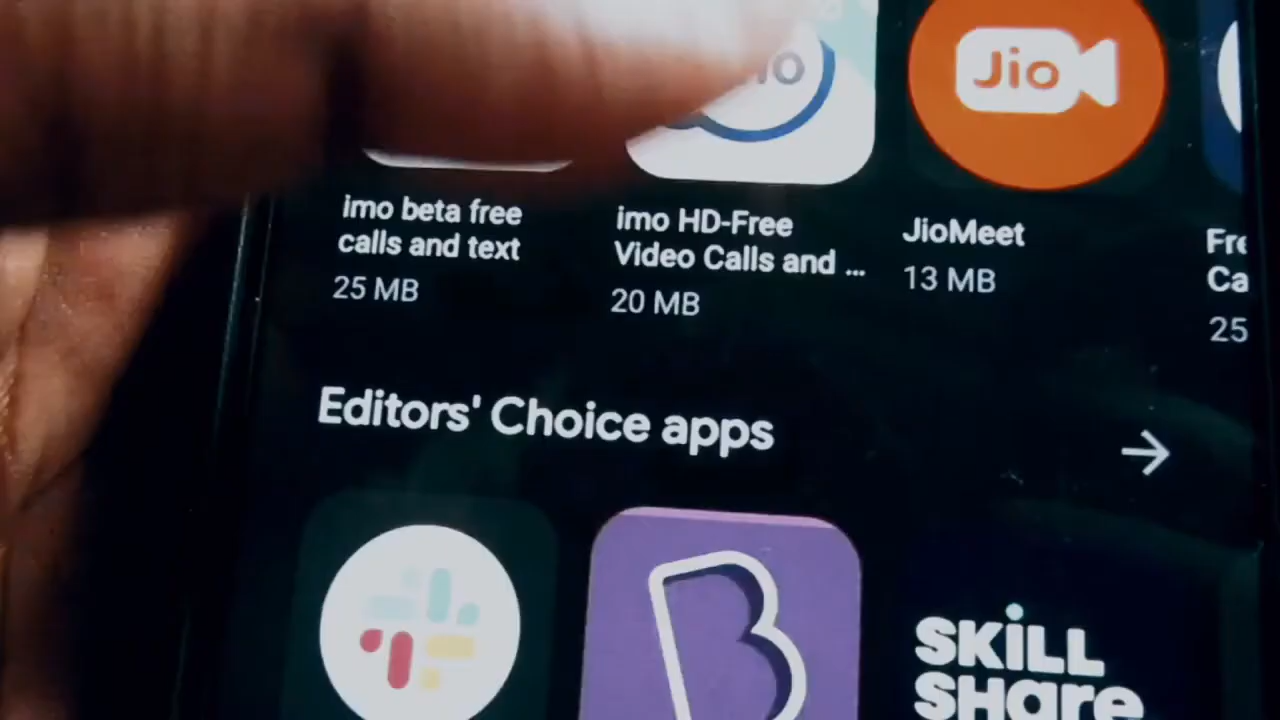 Jio
imo beta free
calls and text
25 MB
imo HD-Free
Video Calls and ...
20 MB
JioMeet
13 MB
25
Editors' Choice apps
B
SKILL
SHare